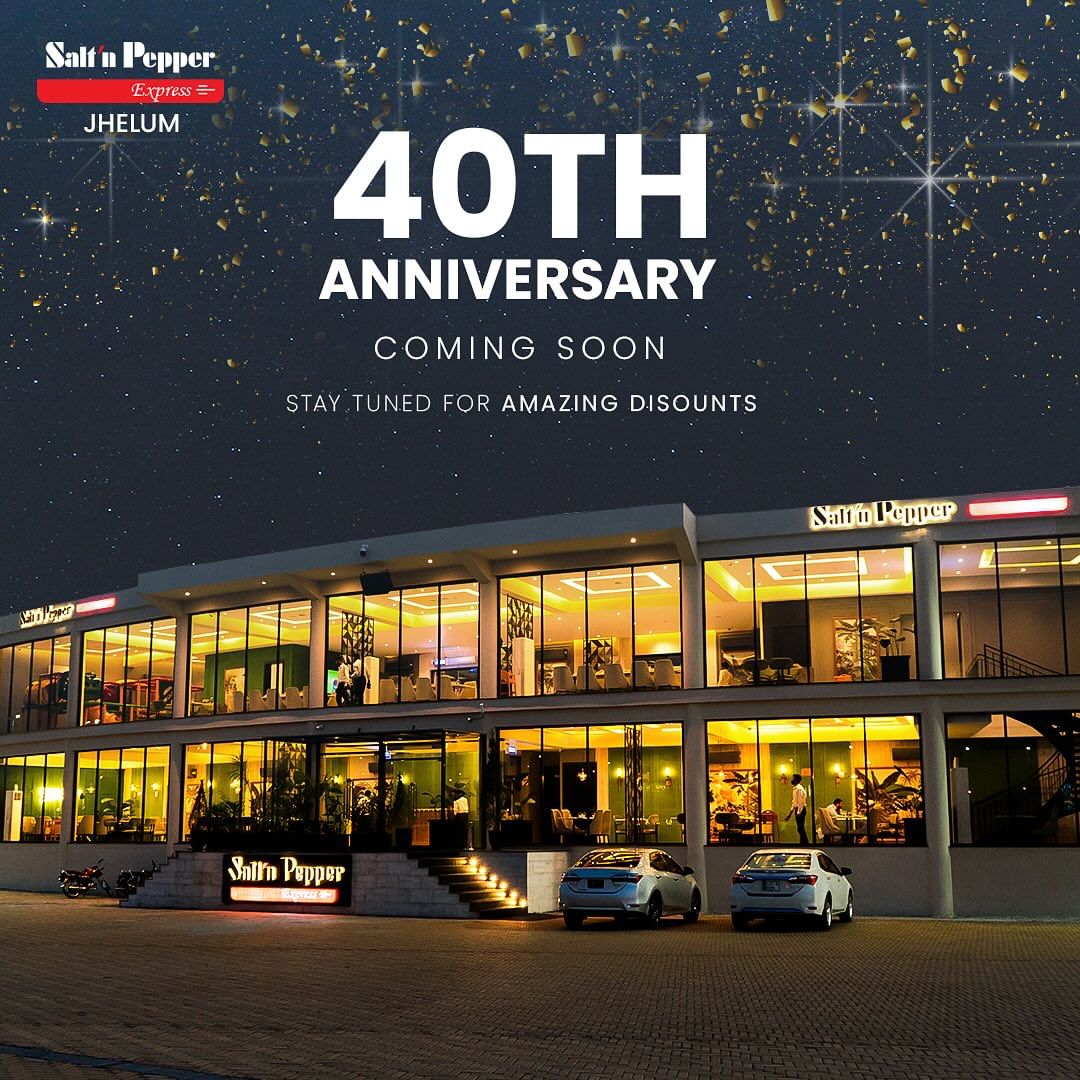 Salt'n Pepper
Express
JHELUM
40TH
ANNIVERSARY
COMING SOON
STAY TUNED FOR AMAZING DISOUNTS
Salt'n Pepper
Salt'n Pepper
Salt'n Pepper
Express